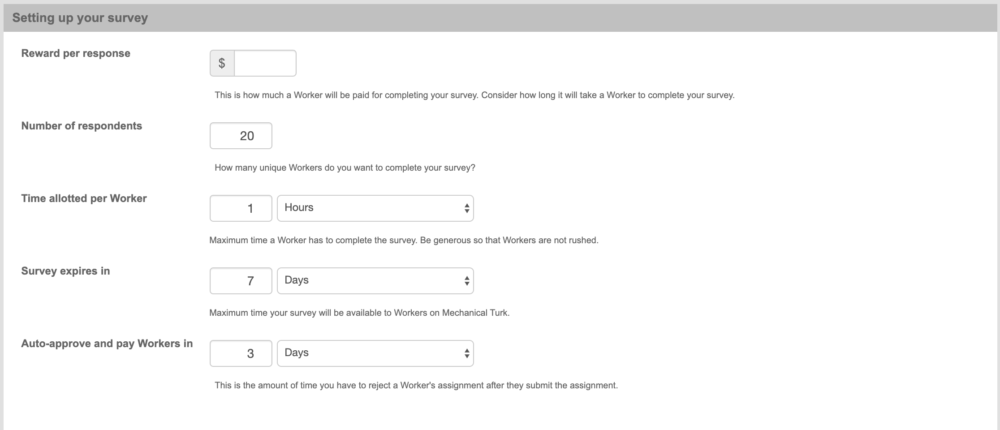 Setting up your survey
Reward per response
$
This is how much a Worker will be paid for completing your survey. Consider how long it will take a Worker to complete your survey.
Number of respondents
20
How many unique Workers do you want to complete your survey?
Time allotted per Worker
1 Hours
Maximum time a Worker has to complete the survey. Be generous so that Workers are not rushed.
Survey expires in
7 Days
Maximum time your survey will be available to Workers on Mechanical Turk.
Auto-approve and pay Workers in
3 Days
This is the amount of time you have to reject a Worker's assignment after they submit the assignment.